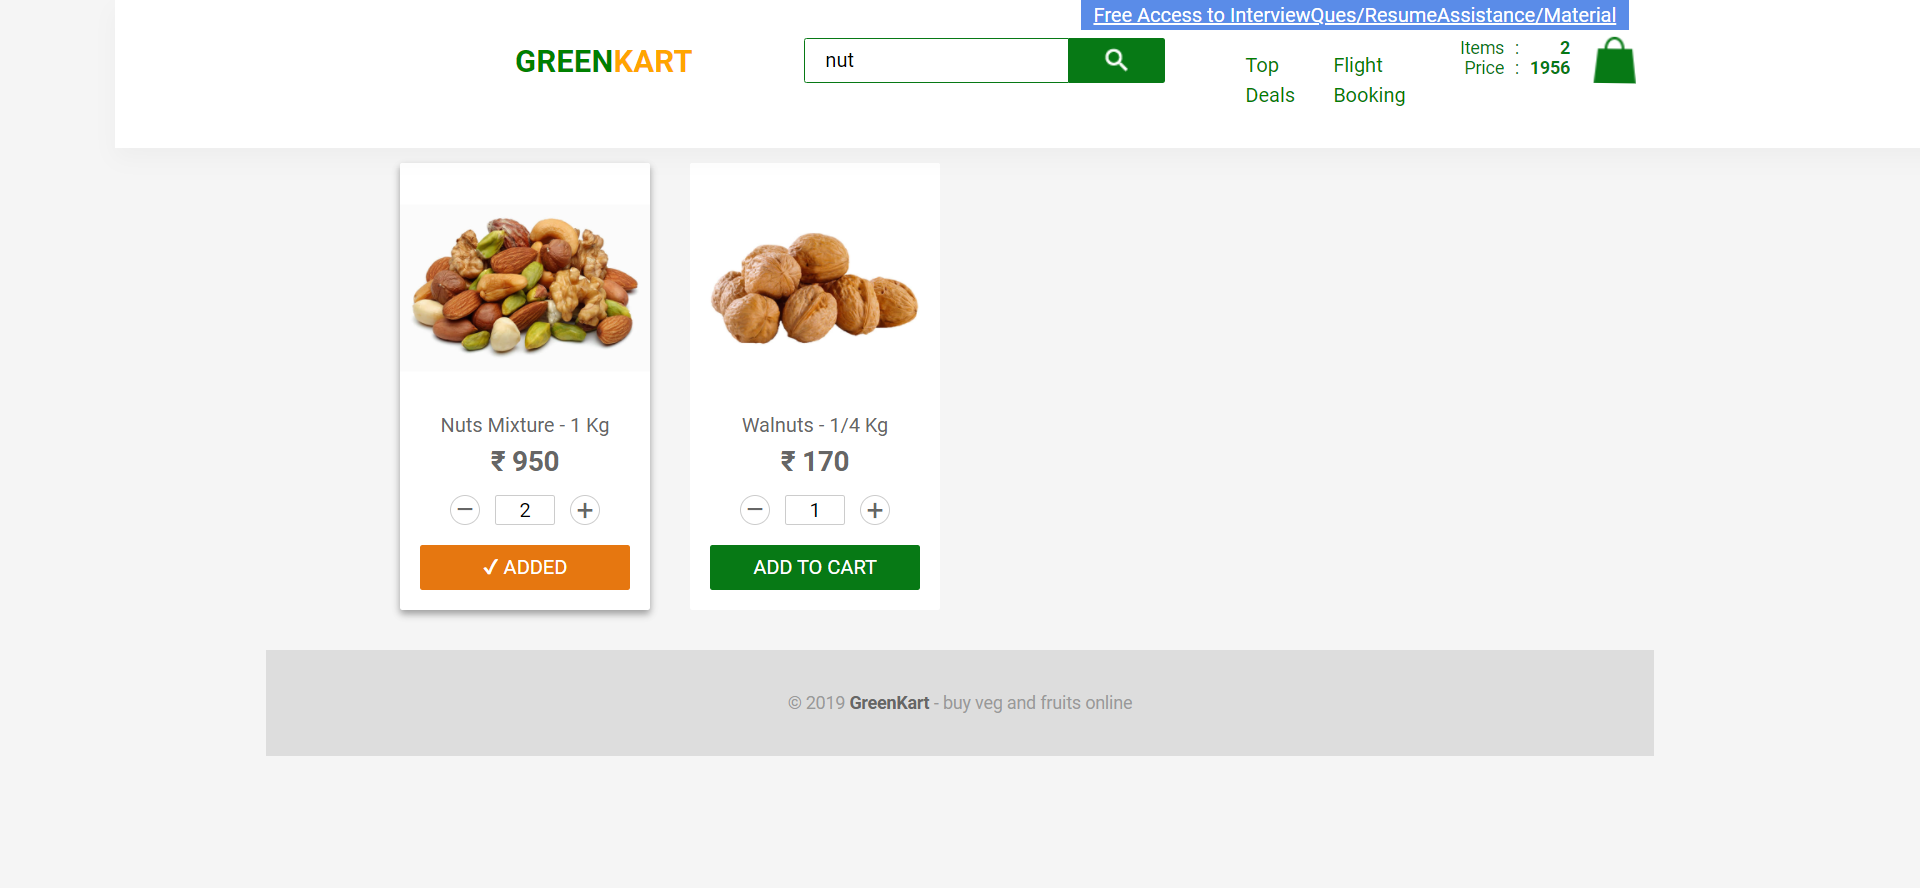 Free Access to InterviewQues/ResumeAssistance/Material
GREENKART
nut
Top Deals
Flight Booking
Items : 2
Price : 1956
Nuts Mixture - 1 Kg
₹ 950
− 2 +
✓ ADDED
Walnuts - 1/4 Kg
₹ 170
− 1 +
ADD TO CART
© 2019 GreenKart - buy veg and fruits online